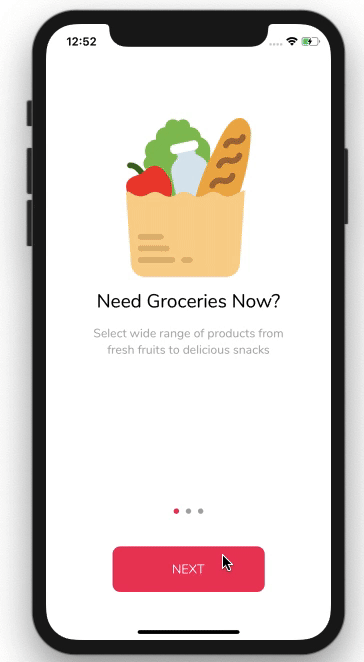 12:52
Need Groceries Now?
Select wide range of products from
fresh fruits to delicious snacks
NEXT